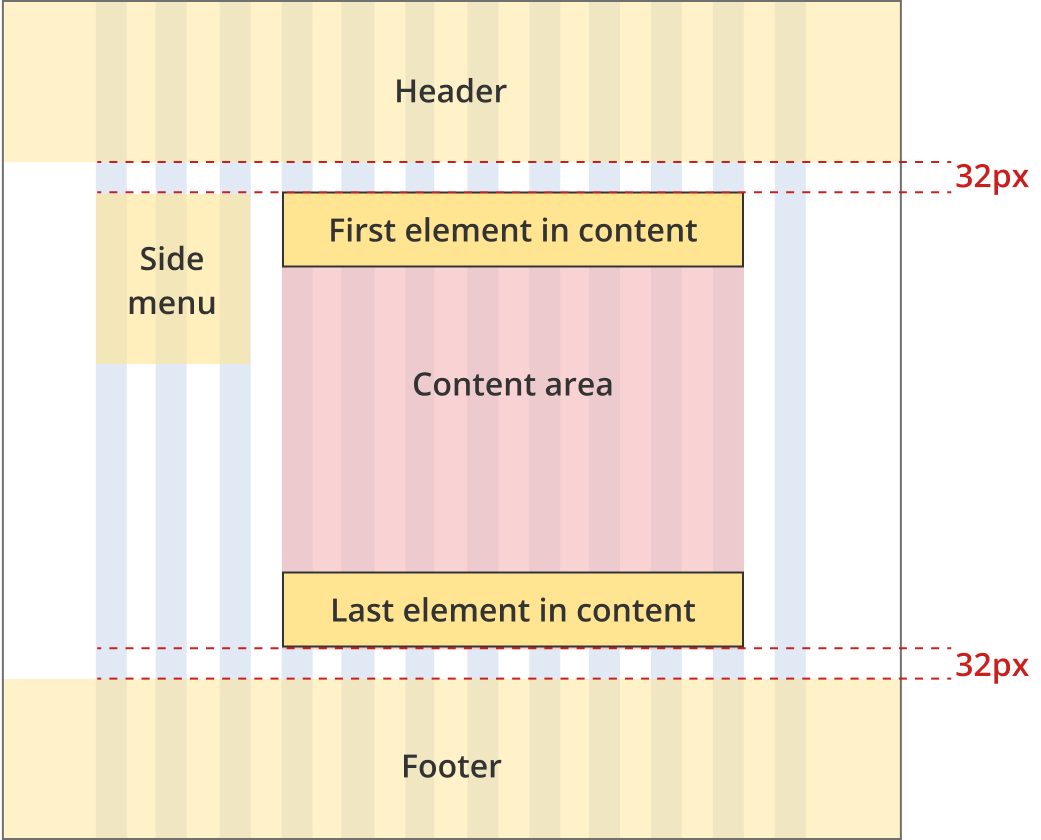 Header
32px
First element in content
Side
menu
Content area
Last element in content
32px
Footer